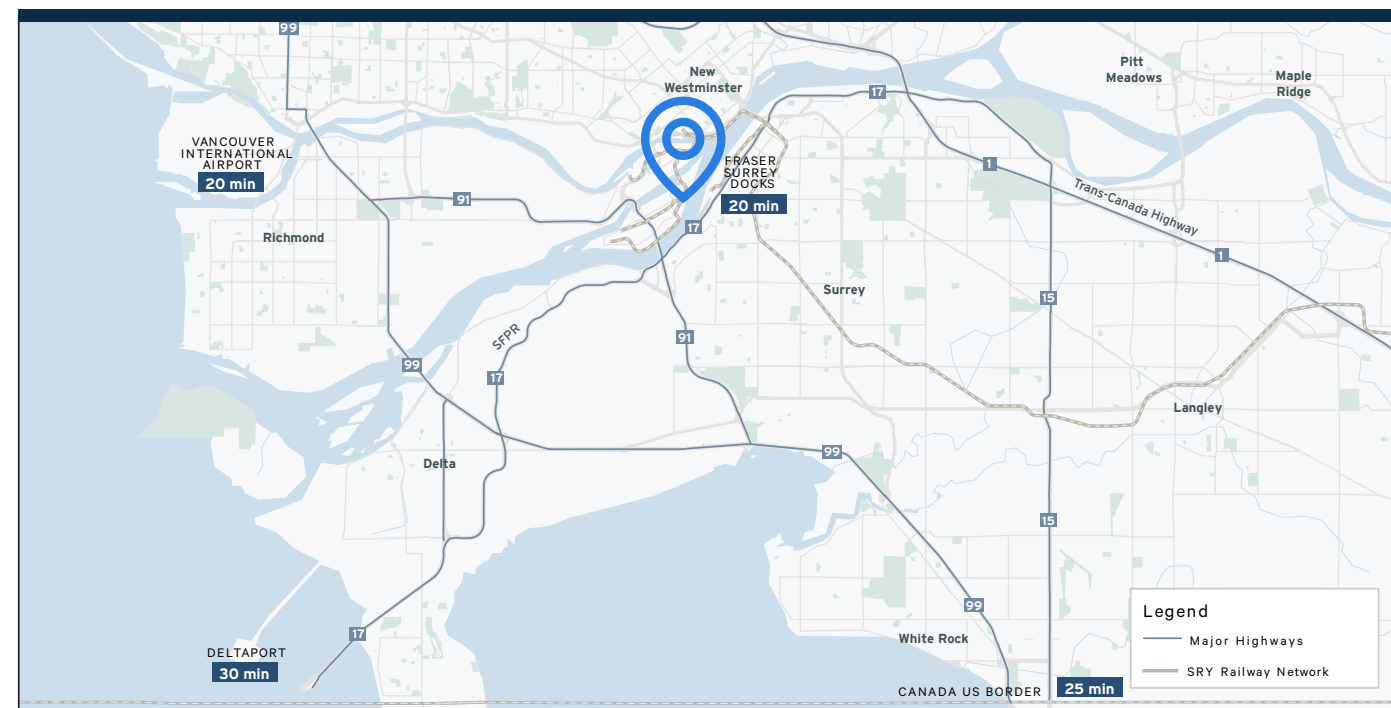 99
New
Westminster
Pitt
Meadows
Maple
Ridge
17
VANCOUVER
INTERNATIONAL
AIRPORT
20 min
FRASER
SURREY
DOCKS
20 min
1
Trans-Canada Highway
91
17
Richmond
1
Surrey
15
SFPR
91
99
17
Langley
Delta
99
15
99
17
White Rock
DELTAPORT
30 min
CANADA US BORDER
25 min
Legend
Major Highways
SRY Railway Network